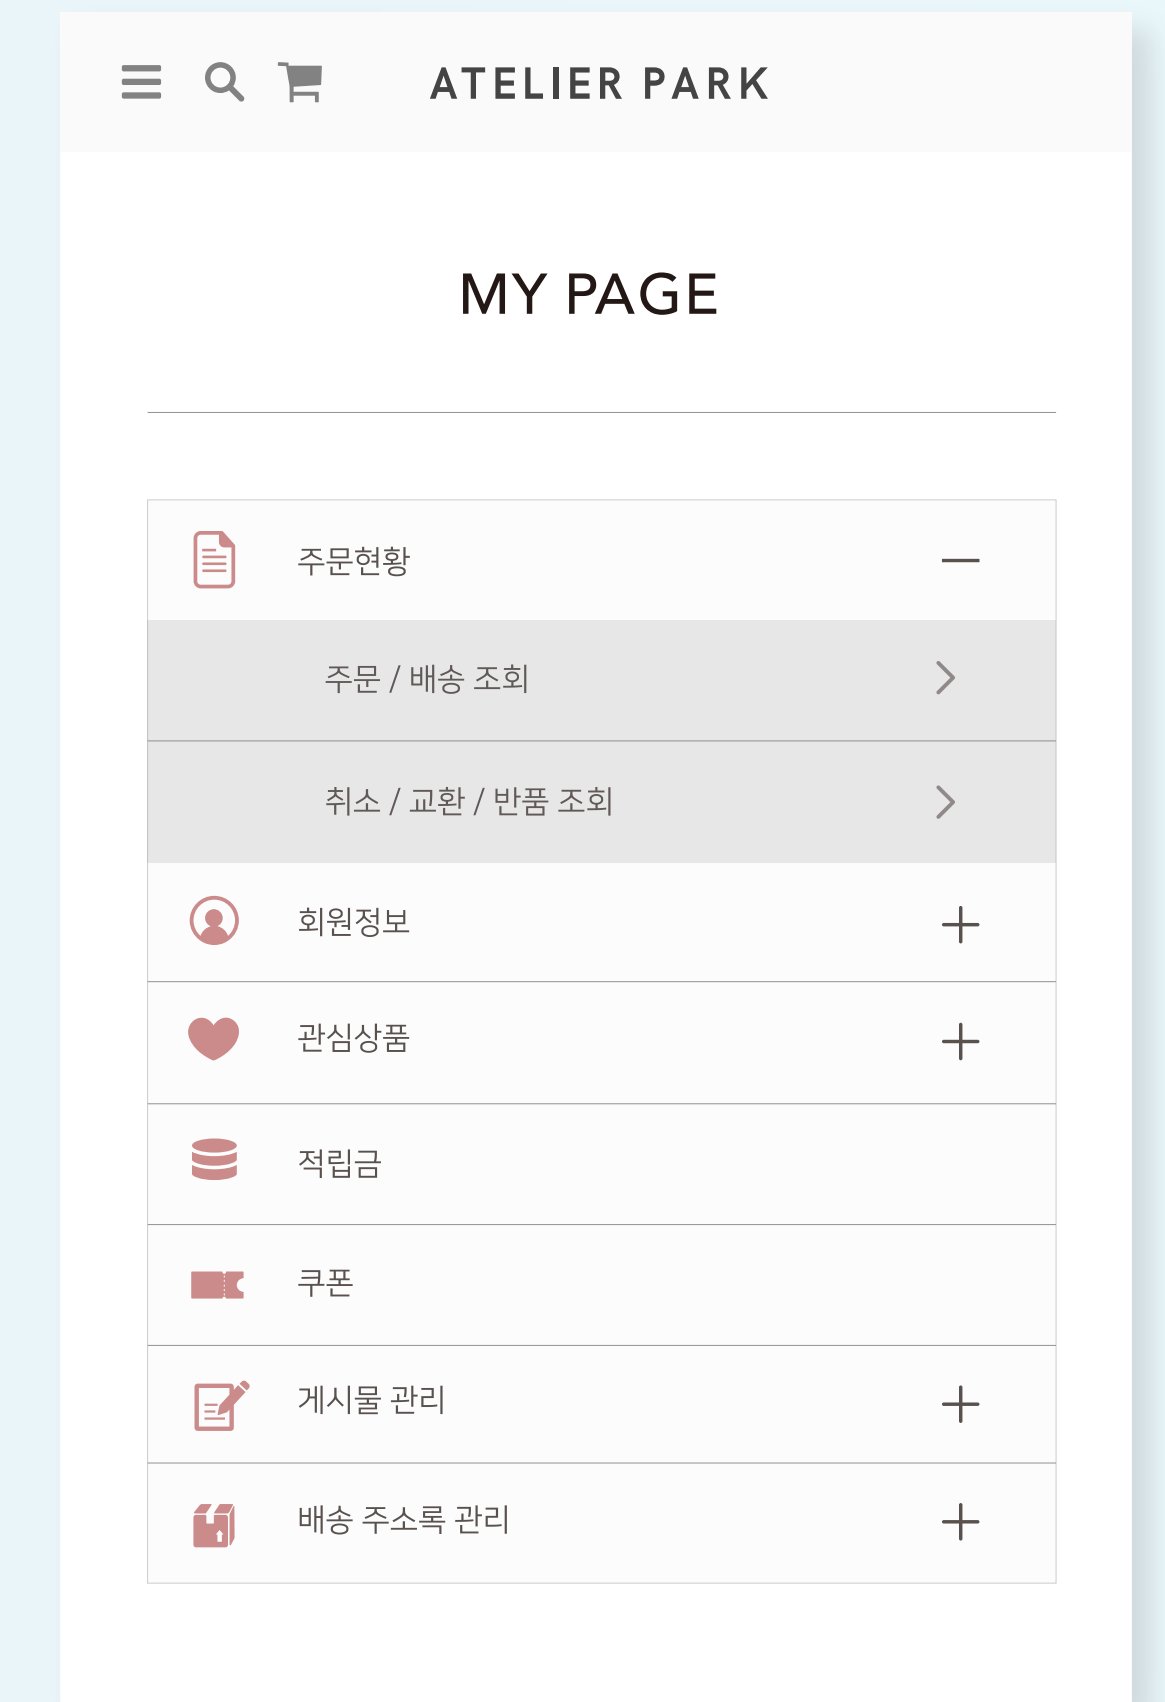 ATELIER PARK
MY PAGE
주문현황
주문 / 배송 조회
취소 / 교환 / 반품 조회
회원정보
관심상품
적립금
쿠폰
게시물 관리
배송 주소록 관리